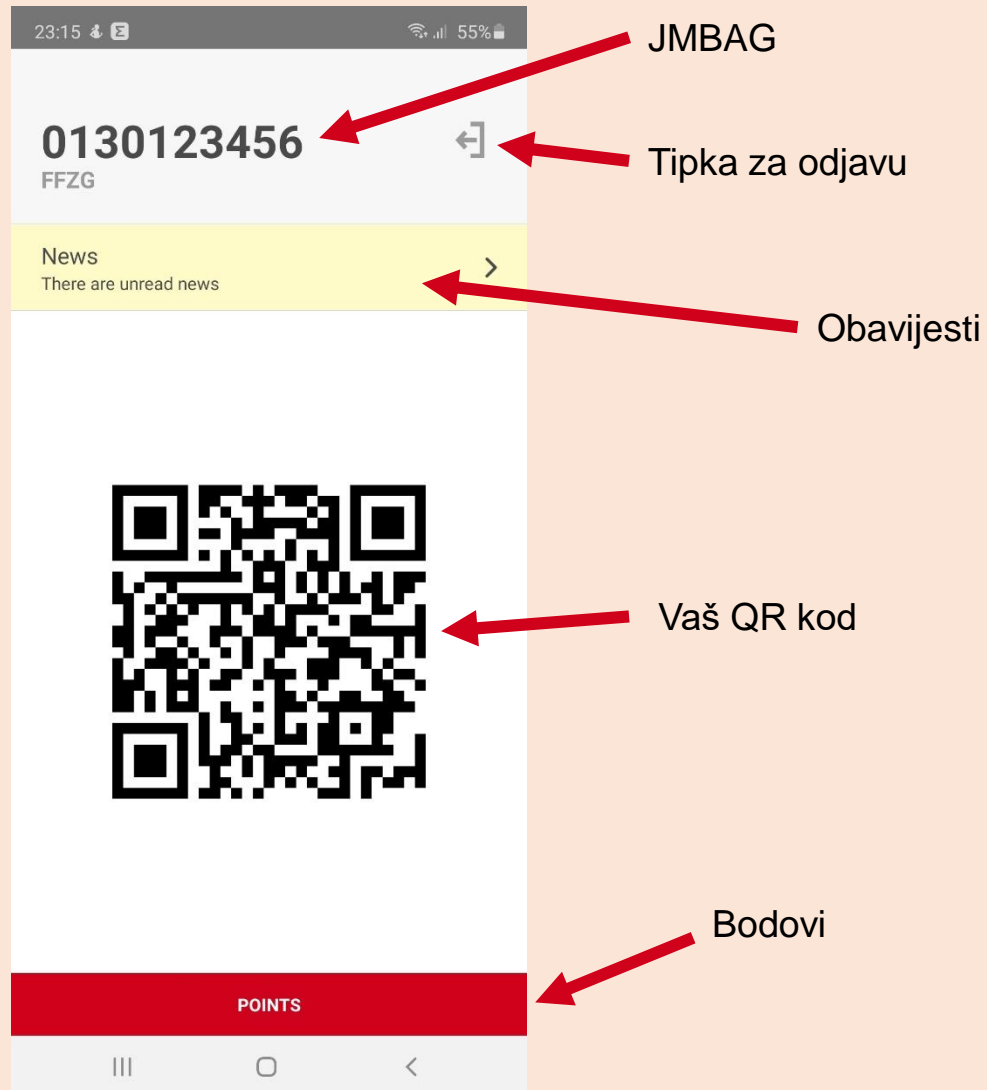 23:15 55%
JMBAG
0130123456
FFZG
Tipka za odjavu
News
There are unread news
Obavijesti
Vaš QR kod
Bodovi
POINTS